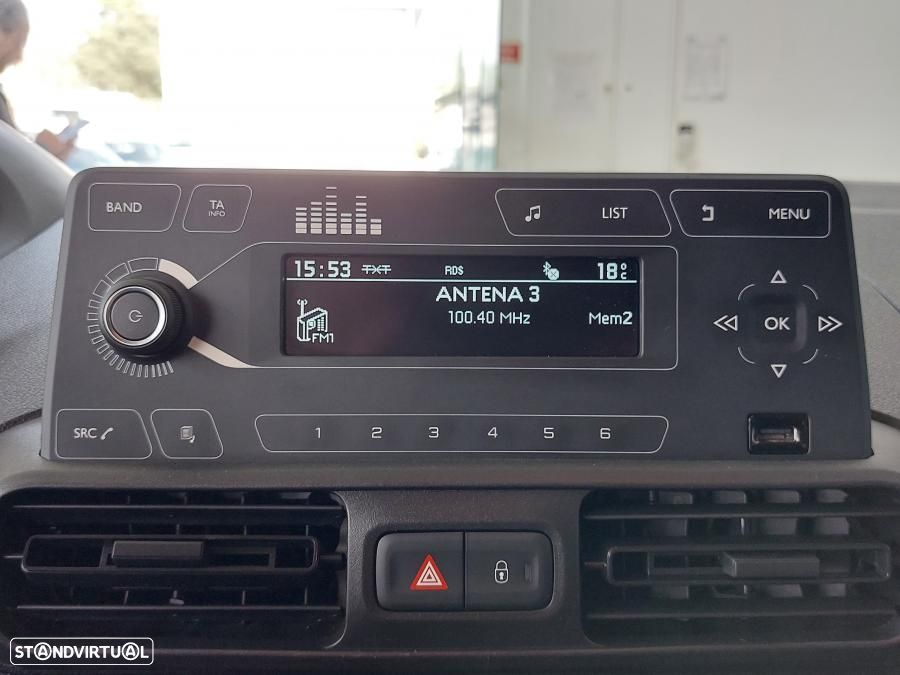 BAND
TA
INFO
LIST
MENU
15:53 TXT RDS 18°C
ANTENA 3
100.40 MHz
Mem2
FM1
OK
SRC
1 2 3 4 5 6
STANDVIRTUAL